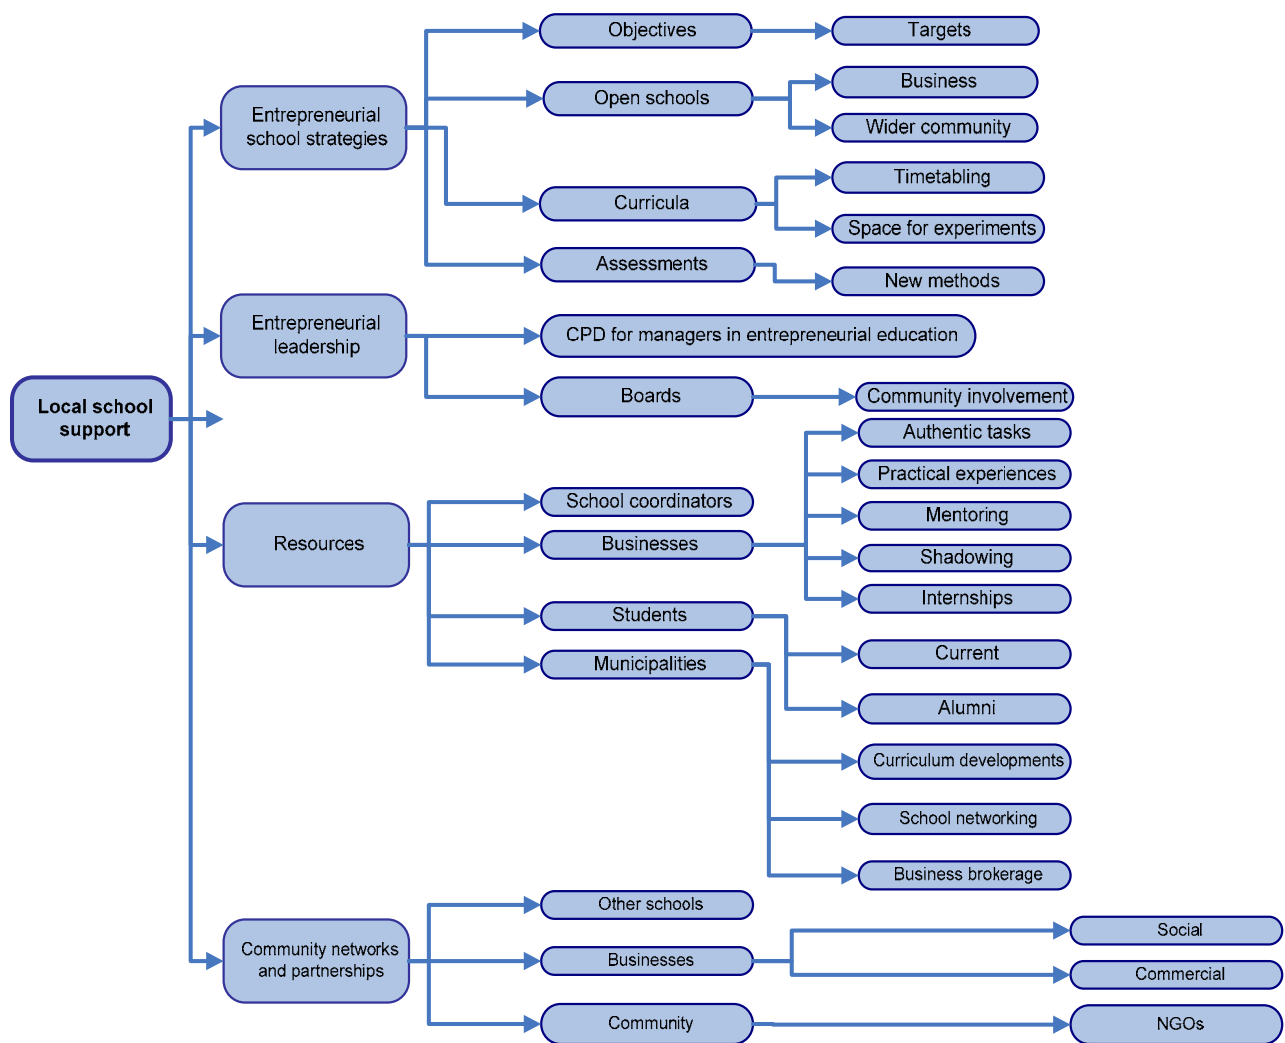 Local school
support
Entrepreneurial
school strategies
Objectives
Targets
Open schools
Business
Wider community
Curricula
Timetabling
Space for experiments
Assessments
New methods
Entrepreneurial
leadership
CPD for managers in entrepreneurial education
Boards
Community involvement
Resources
School coordinators
Businesses
Authentic tasks
Practical experiences
Mentoring
Shadowing
Internships
Students
Current
Alumni
Municipalities
Curriculum developments
School networking
Business brokerage
Community networks
and partnerships
Other schools
Businesses
Social
Commercial
Community
NGOs